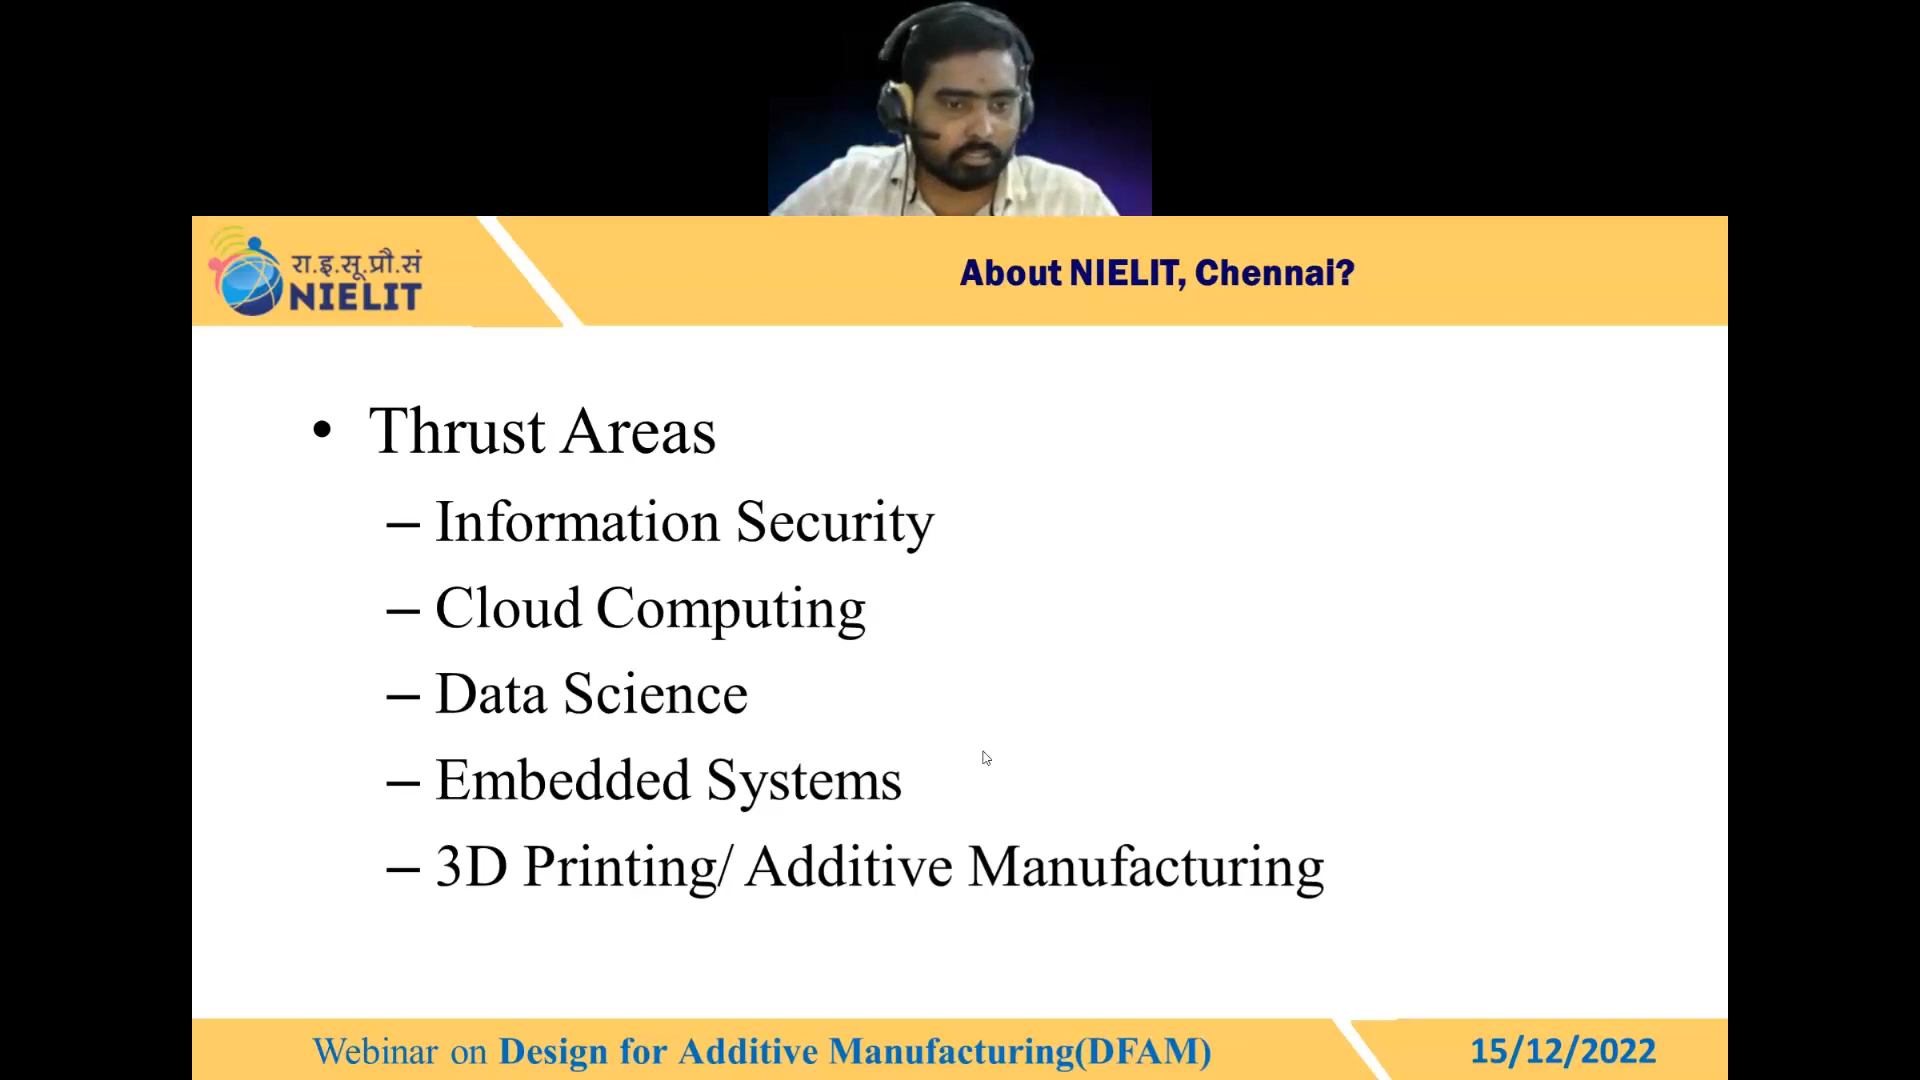 रा.इ.सू.प्रौ.सं
NIELIT
About NIELIT, Chennai?
• Thrust Areas
– Information Security
– Cloud Computing
– Data Science
– Embedded Systems
– 3D Printing/ Additive Manufacturing
Webinar on Design for Additive Manufacturing(DFAM)
15/12/2022